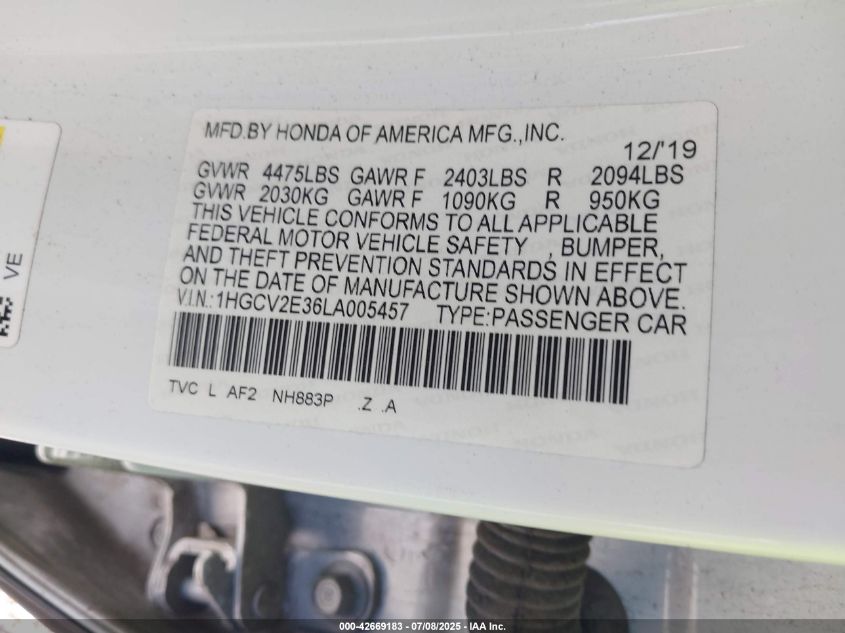 MFD.BY HONDA OF AMERICA MFG.,INC.
12/'19
GVWR 4475LBS GAWR F 2403LBS R 2094LBS
GVWR 2030KG GAWR F 1090KG R 950KG
THIS VEHICLE CONFORMS TO ALL APPLICABLE
FEDERAL MOTOR VEHICLE SAFETY , BUMPER,
AND THEFT PREVENTION STANDARDS IN EFFECT
ON THE DATE OF MANUFACTURE SHOWN ABOVE.
V.I.N.:1HGCV2E36LA005457 TYPE:PASSENGER CAR
TVC L AF2 NH883P .Z .A
VE
000-42669183 - 07/08/2025 - IAA Inc.